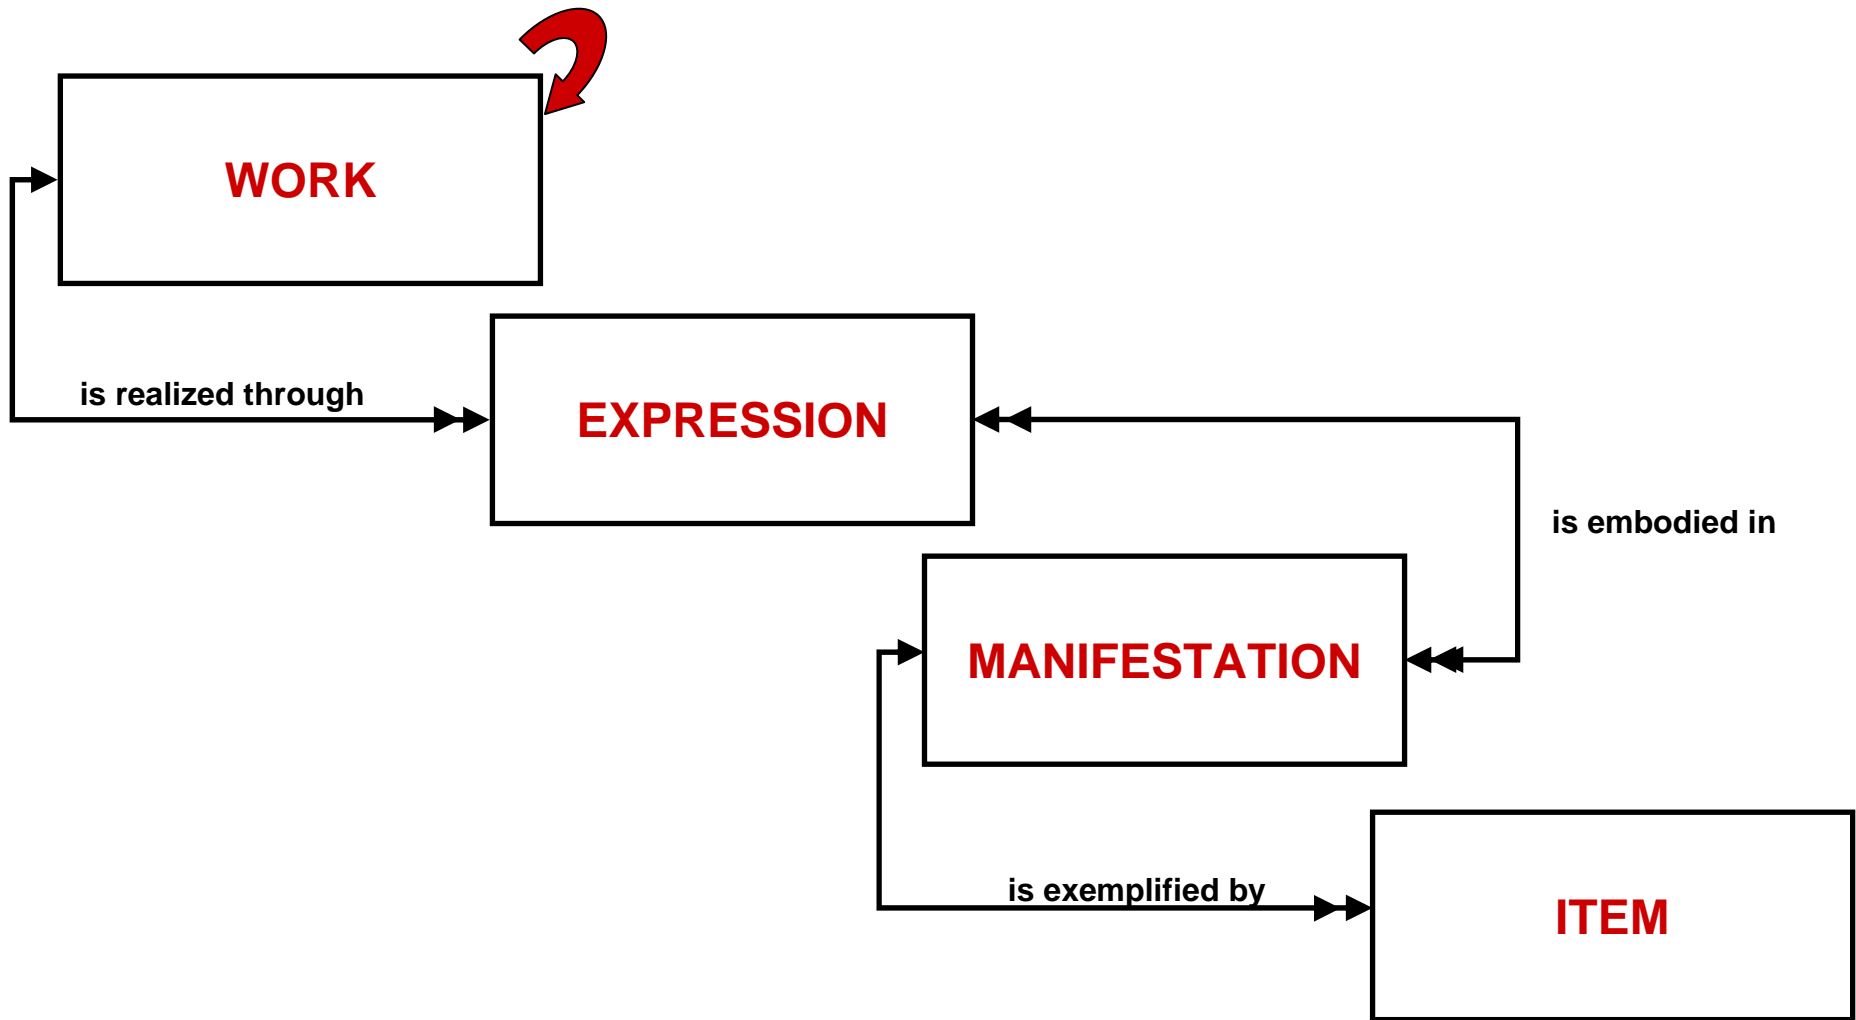 WORK
is realized through
EXPRESSION
is embodied in
MANIFESTATION
is exemplified by
ITEM